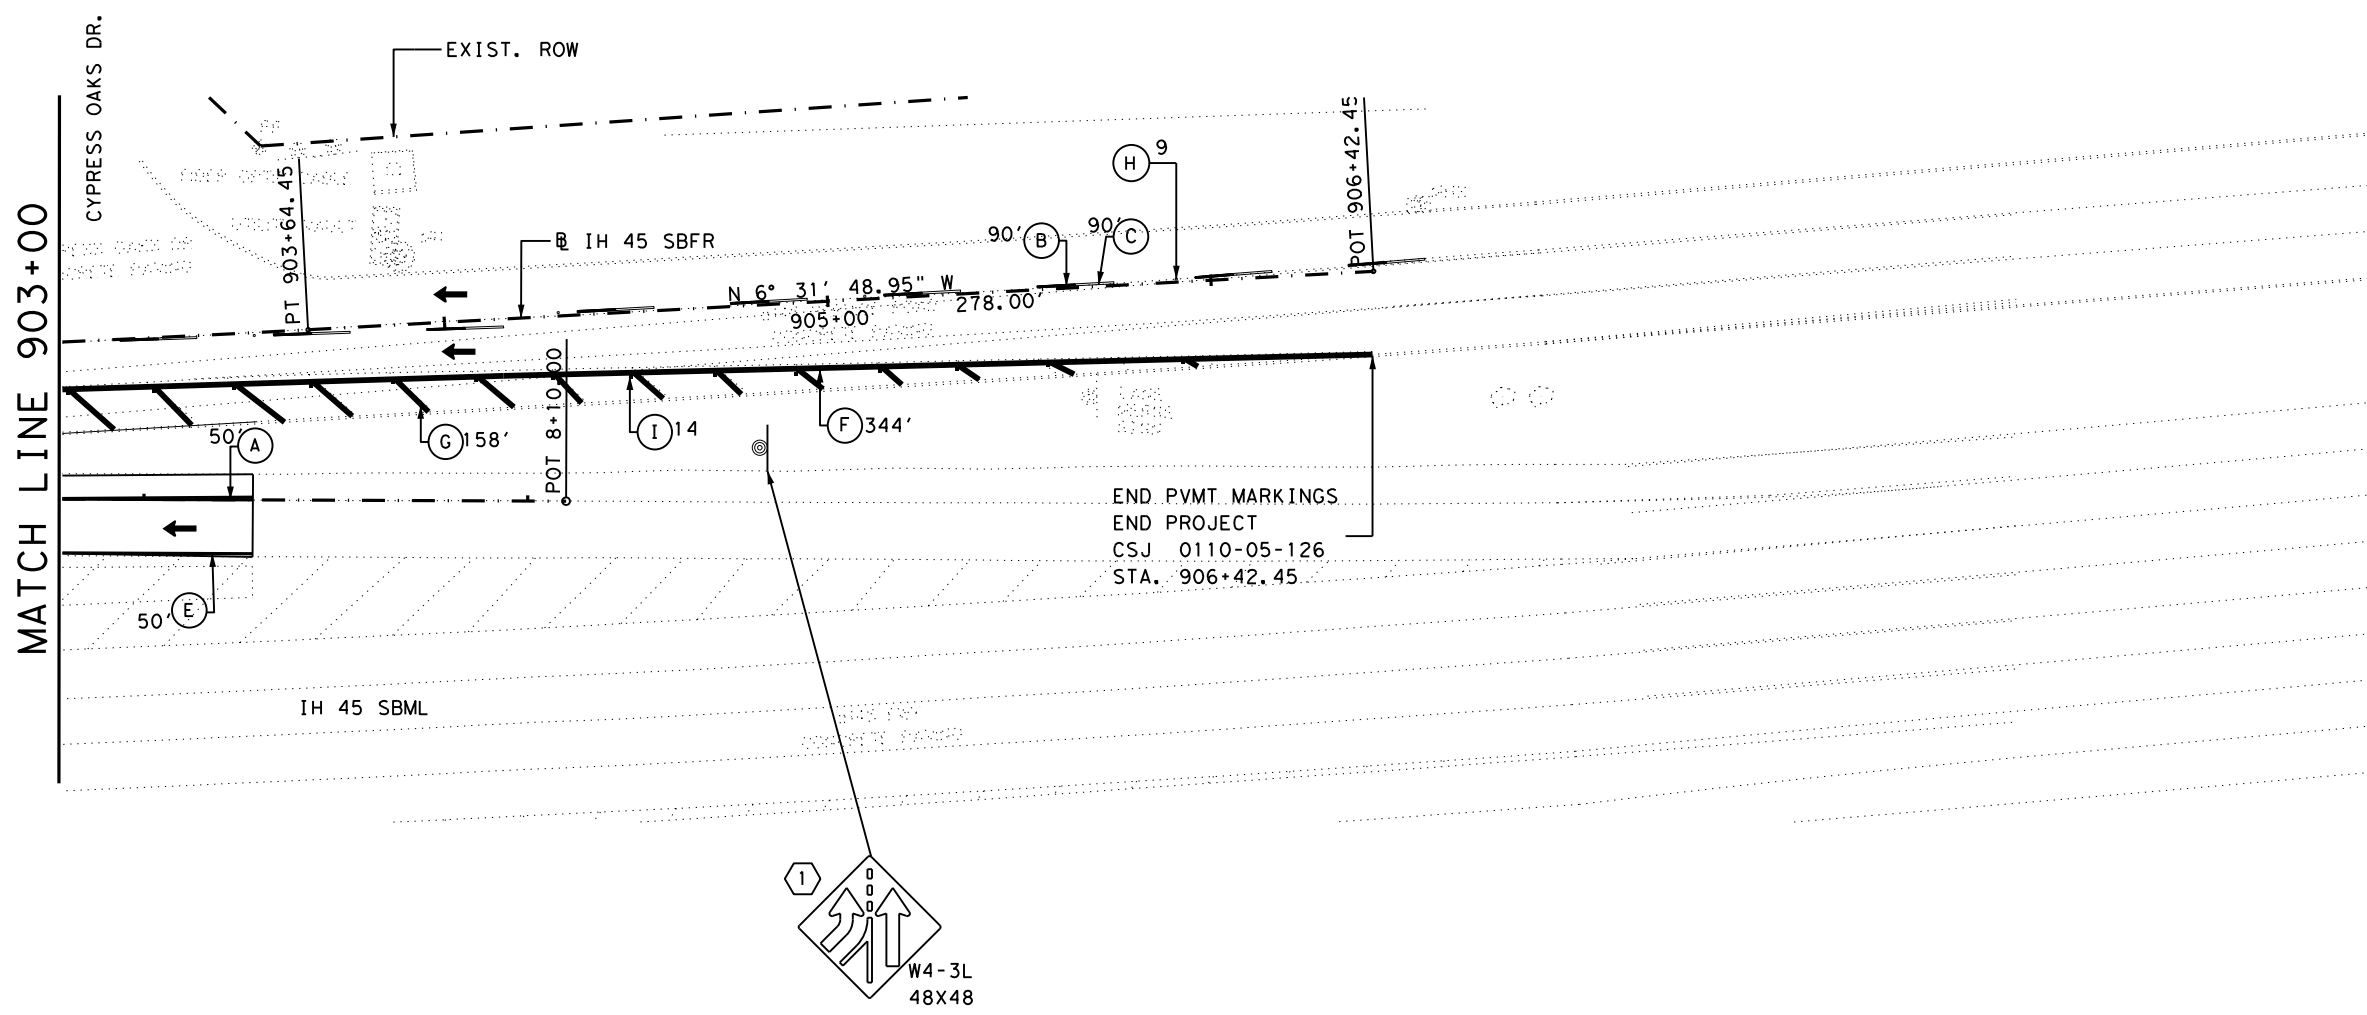 CYPRESS OAKS DR.
EXIST. ROW
MATCH LINE 903+00
PT 903+64.45
POT 906+42.45
H 9
℄ IH 45 SBFR
90' B
90' C
N 6° 31' 48.95" W
278.00'
905+00
POT 8+10.00
50' A
G 158'
I 14
F 344'
END PVMT MARKINGS
END PROJECT
CSJ 0110-05-126
STA. 906+42.45
50' E
IH 45 SBML
1
W4-3L
48X48